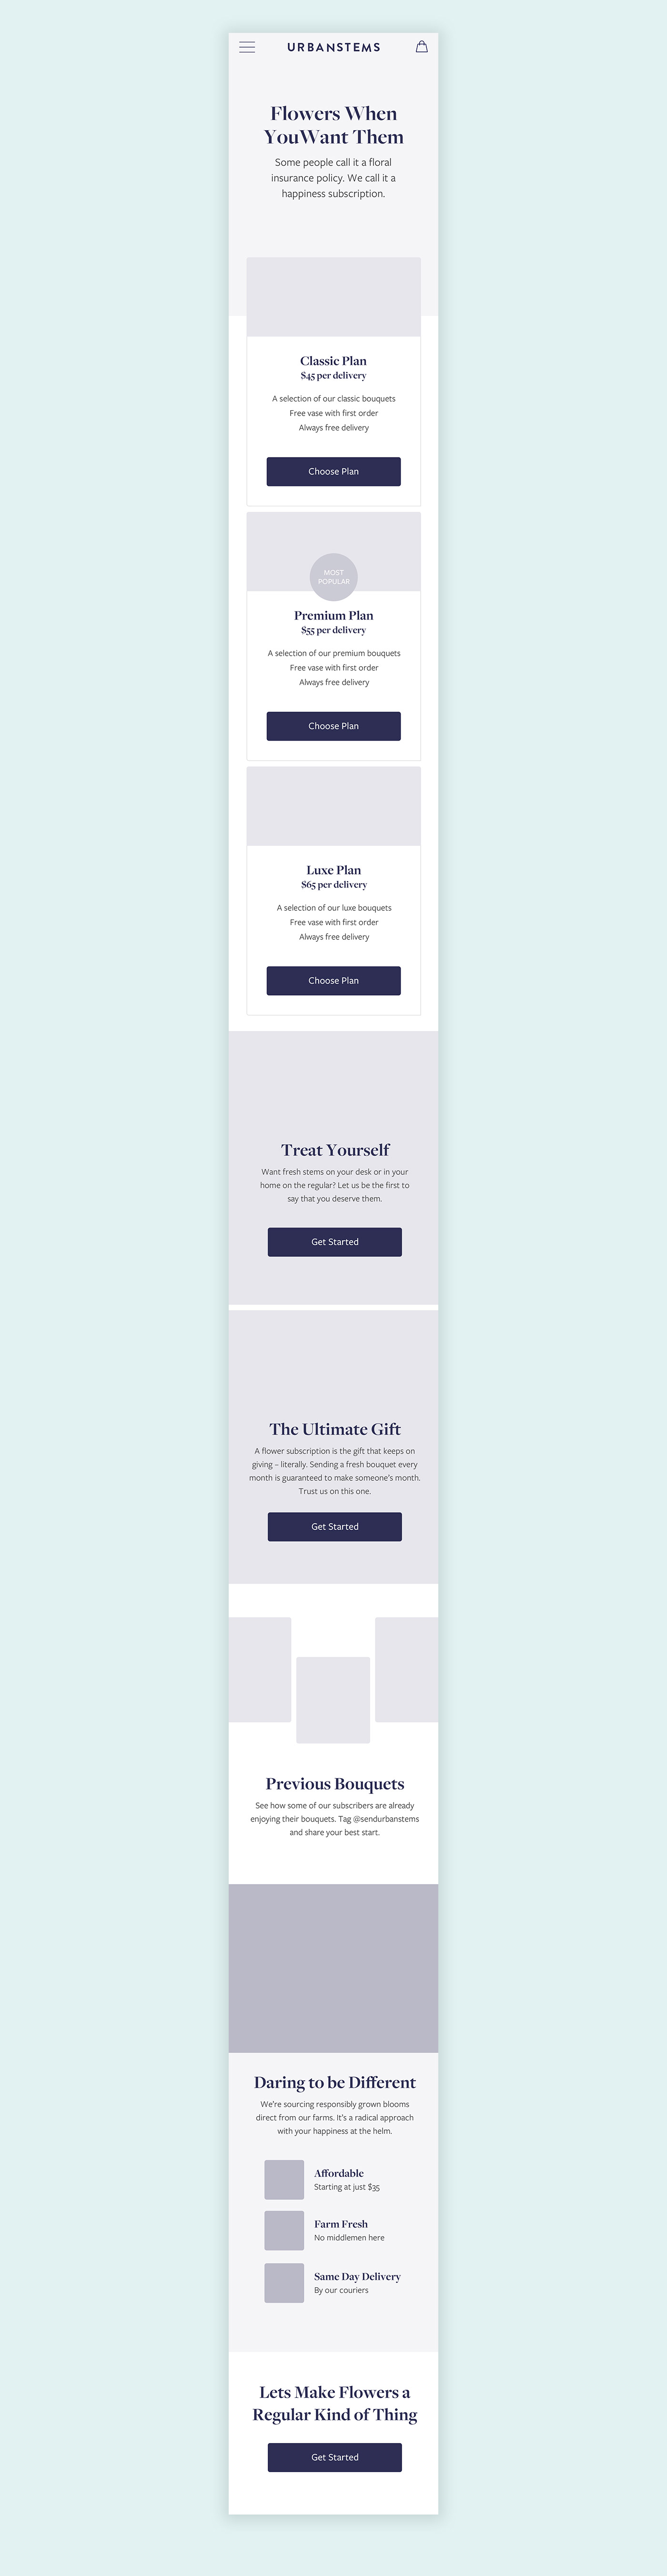 URBANSTEMS
Flowers When
YouWant Them
Some people call it a floral
insurance policy. We call it a
happiness subscription.
Classic Plan
$45 per delivery
A selection of our classic bouquets
Free vase with first order
Always free delivery
Choose Plan
MOST
POPULAR
Premium Plan
$55 per delivery
A selection of our premium bouquets
Free vase with first order
Always free delivery
Choose Plan
Luxe Plan
$65 per delivery
A selection of our luxe bouquets
Free vase with first order
Always free delivery
Choose Plan
Treat Yourself
Want fresh stems on your desk or in your
home on the regular? Let us be the first to
say that you deserve them.
Get Started
The Ultimate Gift
A flower subscription is the gift that keeps on
giving – literally. Sending a fresh bouquet every
month is guaranteed to make someone's month.
Trust us on this one.
Get Started
Previous Bouquets
See how some of our subscribers are already
enjoying their bouquets. Tag @sendurbanstems
and share your best start.
Daring to be Different
We're sourcing responsibly grown blooms
direct from our farms. It's a radical approach
with your happiness at the helm.
Affordable
Starting at just $35
Farm Fresh
No middlemen here
Same Day Delivery
By our couriers
Lets Make Flowers a
Regular Kind of Thing
Get Started